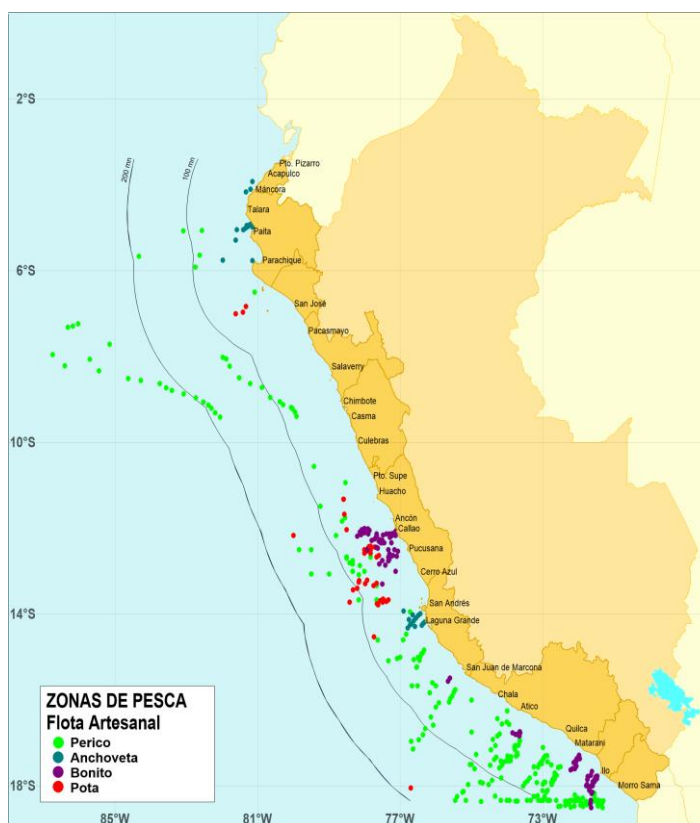 2°S
200 mn
100 mn
Pto. Pizarro
Acapulco
Máncora
Talara
Paita
6°S
Parachique
San José
Pacasmayo
Salaverry
Chimbote
Casma
10°S
Culebras
Pto. Supe
Huacho
Ancón
Callao
Pucusana
Cerro Azul
14°S
San Andrés
Laguna Grande
San Juan de Marcona
Chala
Atico
Quilca
Matarani
Ilo
Morro Sama
ZONAS DE PESCA
Flota Artesanal
Perico
Anchoveta
Bonito
Pota
18°S
85°W
81°W
77°W
73°W